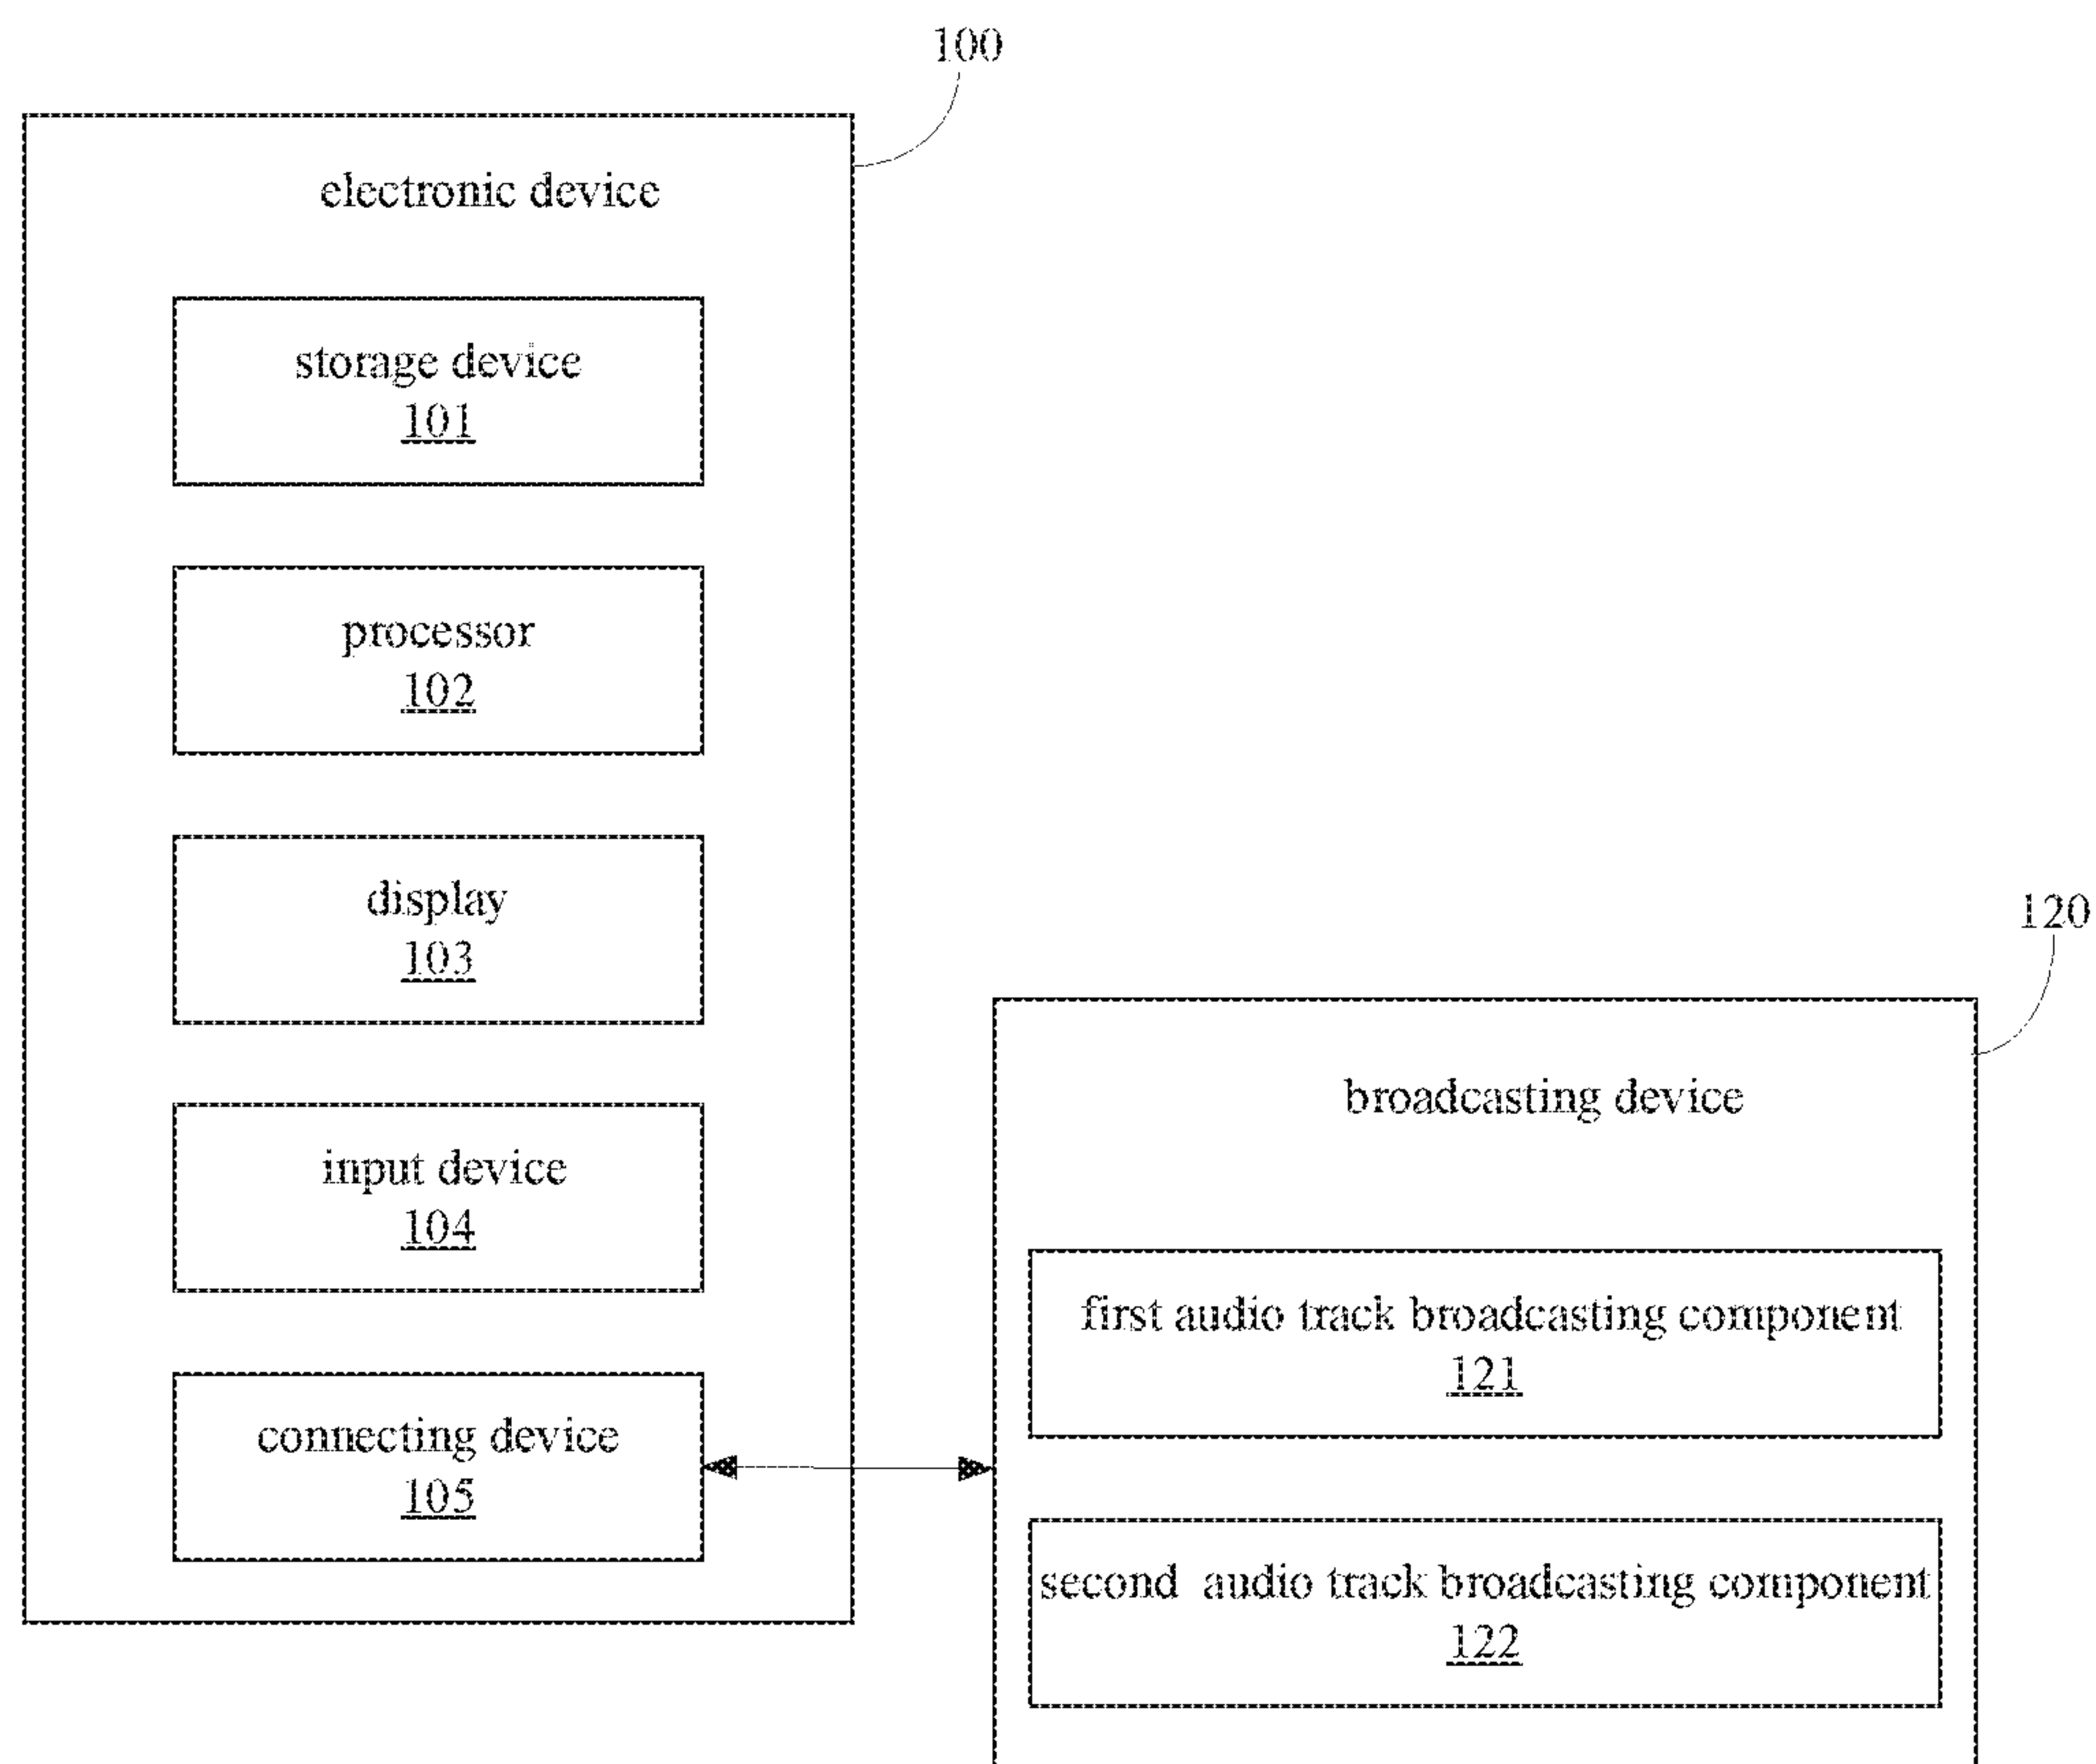 100
electronic device
storage device
101
processor
102
display
103
input device
104
connecting device
105
120
broadcasting device
first audio track broadcasting component
121
second audio track broadcasting component
122